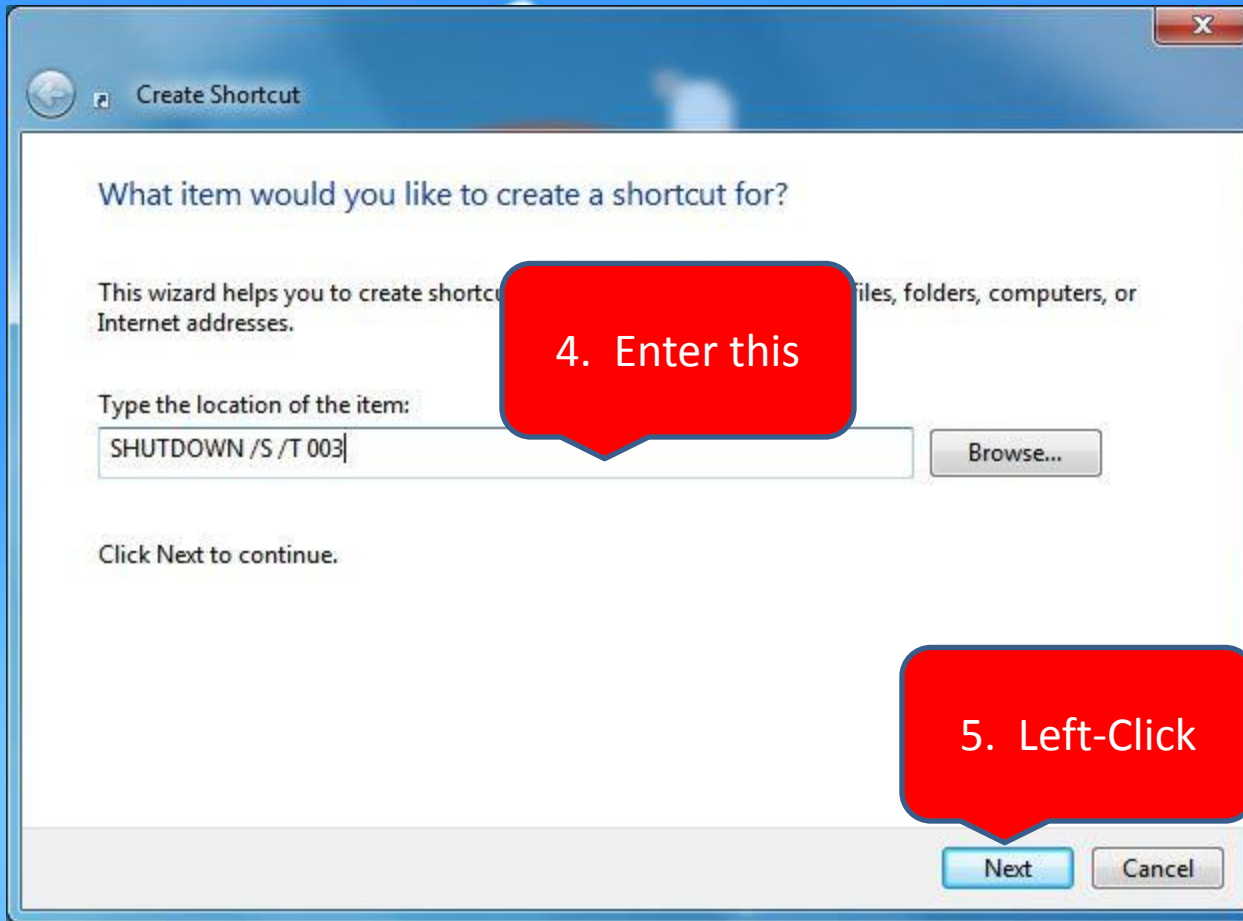 Create Shortcut
What item would you like to create a shortcut for?
This wizard helps you to create iles, folders, computers, or
Internet addresses.
4. Enter this
Type the location of the item:
SHUTDOWN /S /T 003
Browse...
Click Next to continue.
5. Left-Click
Next
Cancel